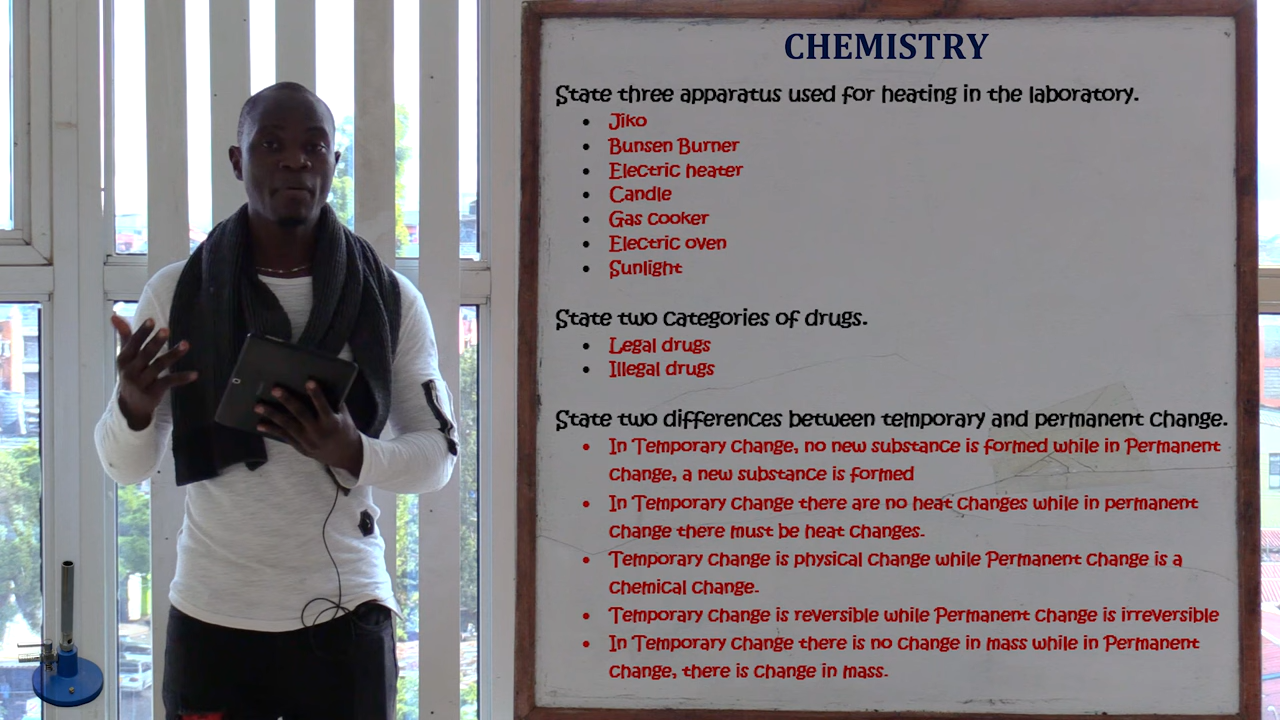 CHEMISTRY
State three apparatus used for heating in the laboratory.
• Jiko
• Bunsen Burner
• Electric heater
• Candle
• Gas cooker
• Electric oven
• Sunlight
State two categories of drugs.
• Legal drugs
• Illegal drugs
State two differences between temporary and permanent change.
• In Temporary Change, no new substance is formed while in Permanent
Change, a new substance is formed
• In Temporary Change there are no heat changes while in permanent
change there must be heat changes.
• Temporary Change is physical Change while Permanent Change is a
chemical change.
• Temporary Change is reversible while Permanent Change is irreversible
• In Temporary Change there is no change in mass while in Permanent
Change, there is change in mass.